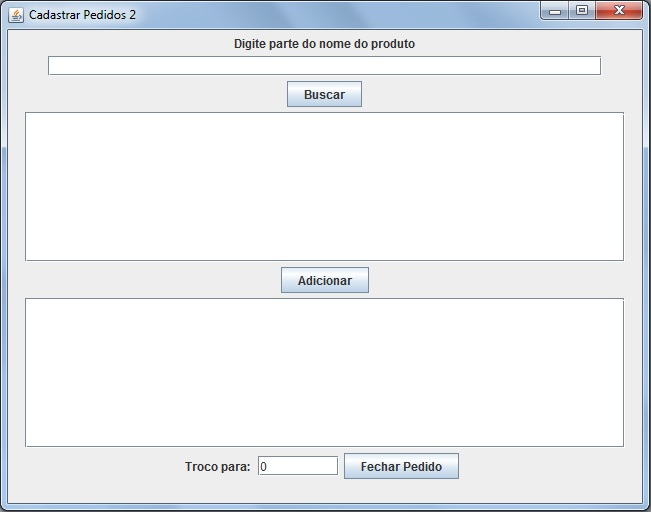 Cadastrar Pedidos 2
Digite parte do nome do produto
Buscar
Adicionar
Troco para: 0 Fechar Pedido